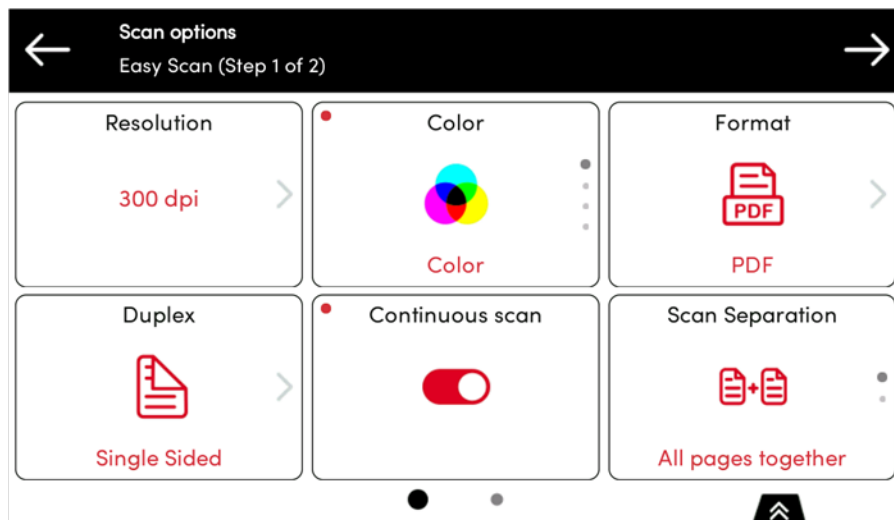 Scan options
Easy Scan (Step 1 of 2)
Resolution
300 dpi
Color
Color
Format
PDF
PDF
Duplex
Single Sided
Continuous scan
Scan Separation
All pages together